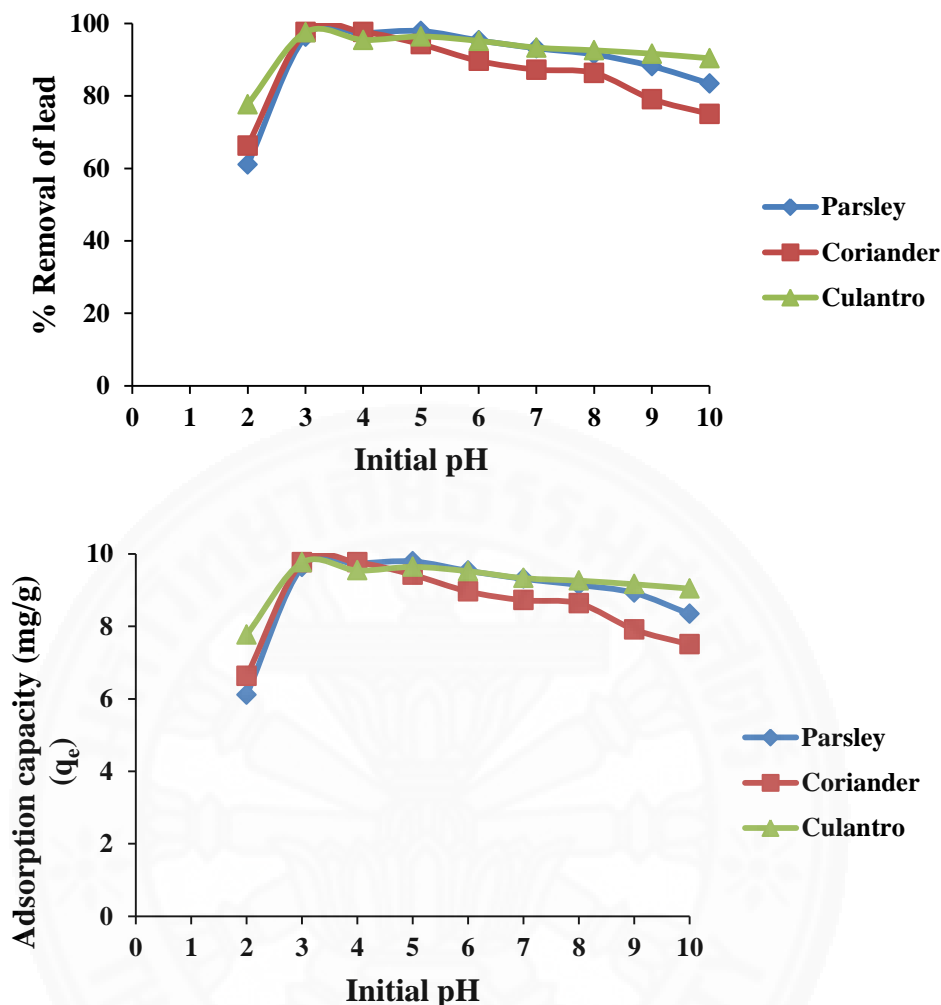 100
80
60
40
20
0
% Removal of lead
0 1 2 3 4 5 6 7 8 9 10
Initial pH
Parsley
Coriander
Culantro
10
8
6
4
2
0
Adsorption capacity (mg/g)
(qe)
0 1 2 3 4 5 6 7 8 9 10
Initial pH
Parsley
Coriander
Culantro